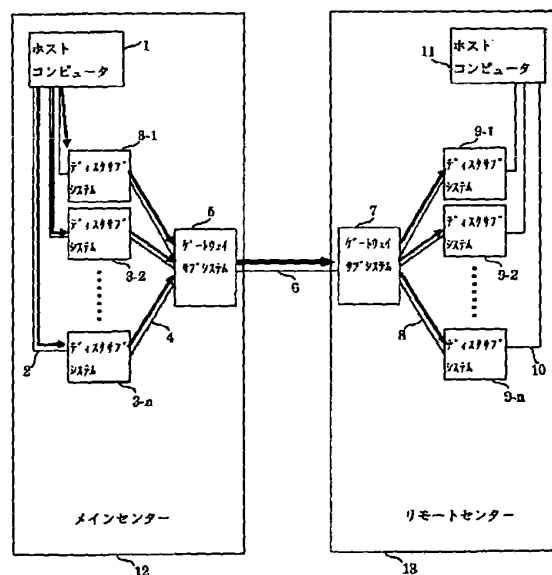 ホスト
コンピュータ
1
3-1
ディスクサブ
システム
ディスクサブ
システム
3-2
ディスクサブ
システム
3-n
2
4
5
ゲートウェイ
サブシステム
6
メインセンター
12
ホスト
コンピュータ
11
9-1
ディスクサブ
システム
ディスクサブ
システム
9-2
ディスクサブ
システム
9-n
7
ゲートウェイ
サブシステム
8
10
リモートセンター
13